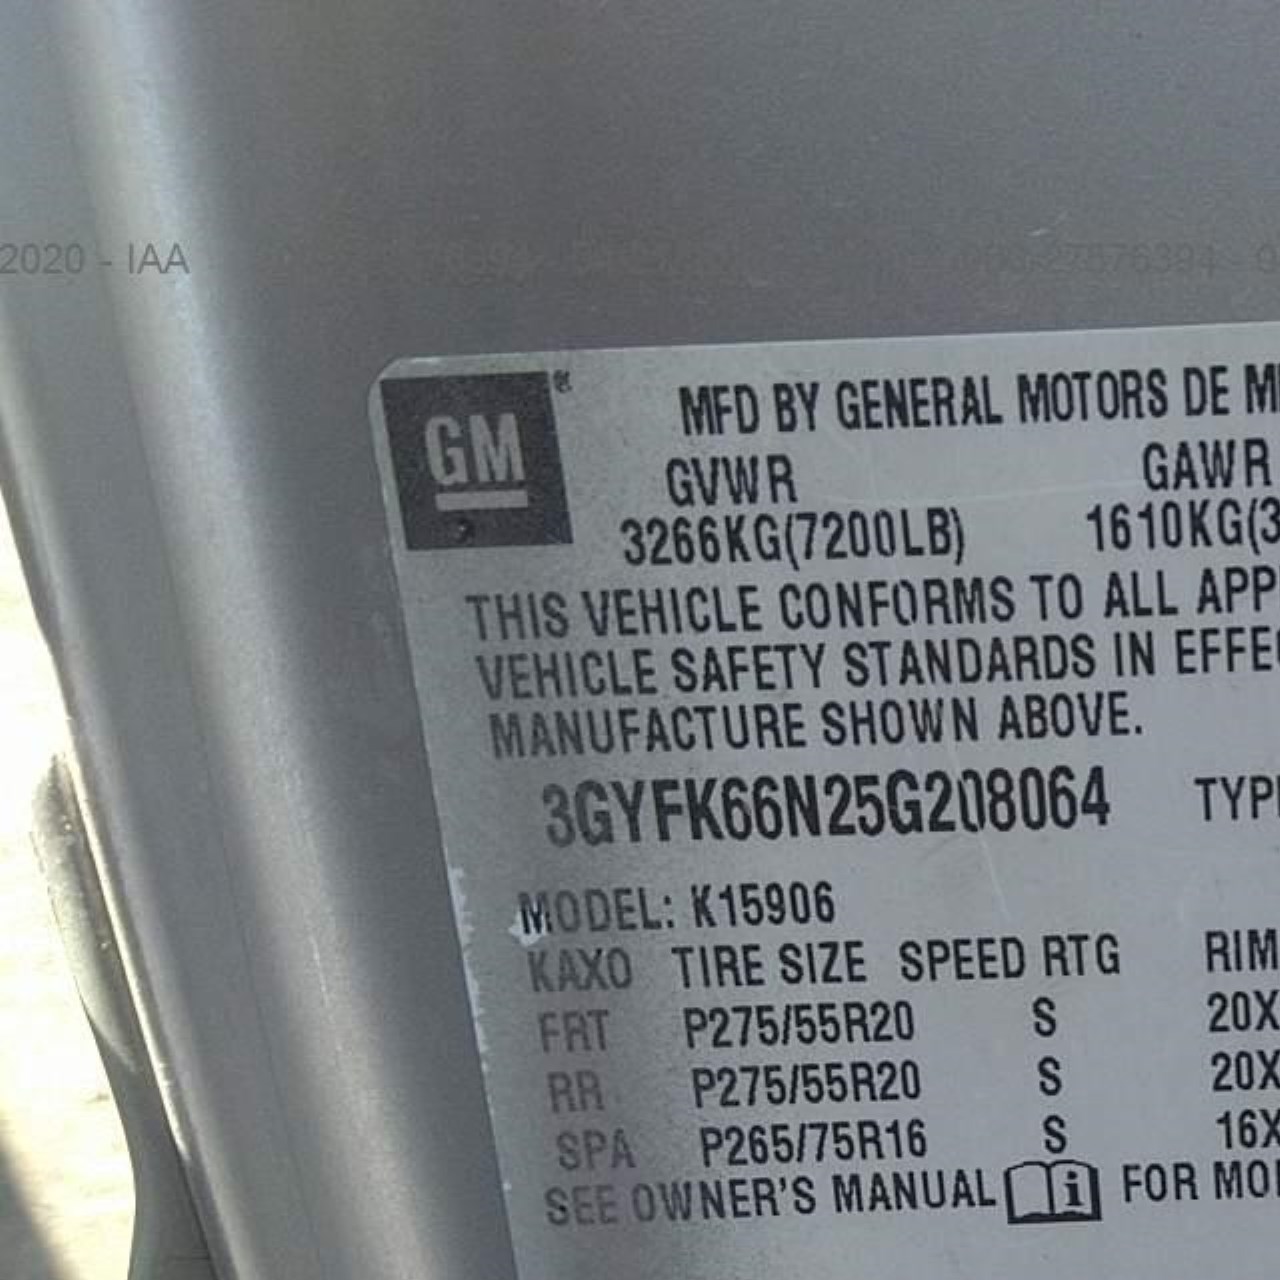 2020 - IAA
GM
MFD BY GENERAL MOTORS DE
GVWR GAWR
3266KG(7200LB) 1610KG(3
THIS VEHICLE CONFORMS TO ALL APP
VEHICLE SAFETY STANDARDS IN EFFE
MANUFACTURE SHOWN ABOVE.
3GYFK66N25G208064 TYP
MODEL: K15906
KAXO TIRE SIZE SPEED RTG RIM
FRT P275/55R20 S 20X
RR P275/55R20 S 20X
SPA P265/75R16 S 16X
SEE OWNER'S MANUAL i FOR MO